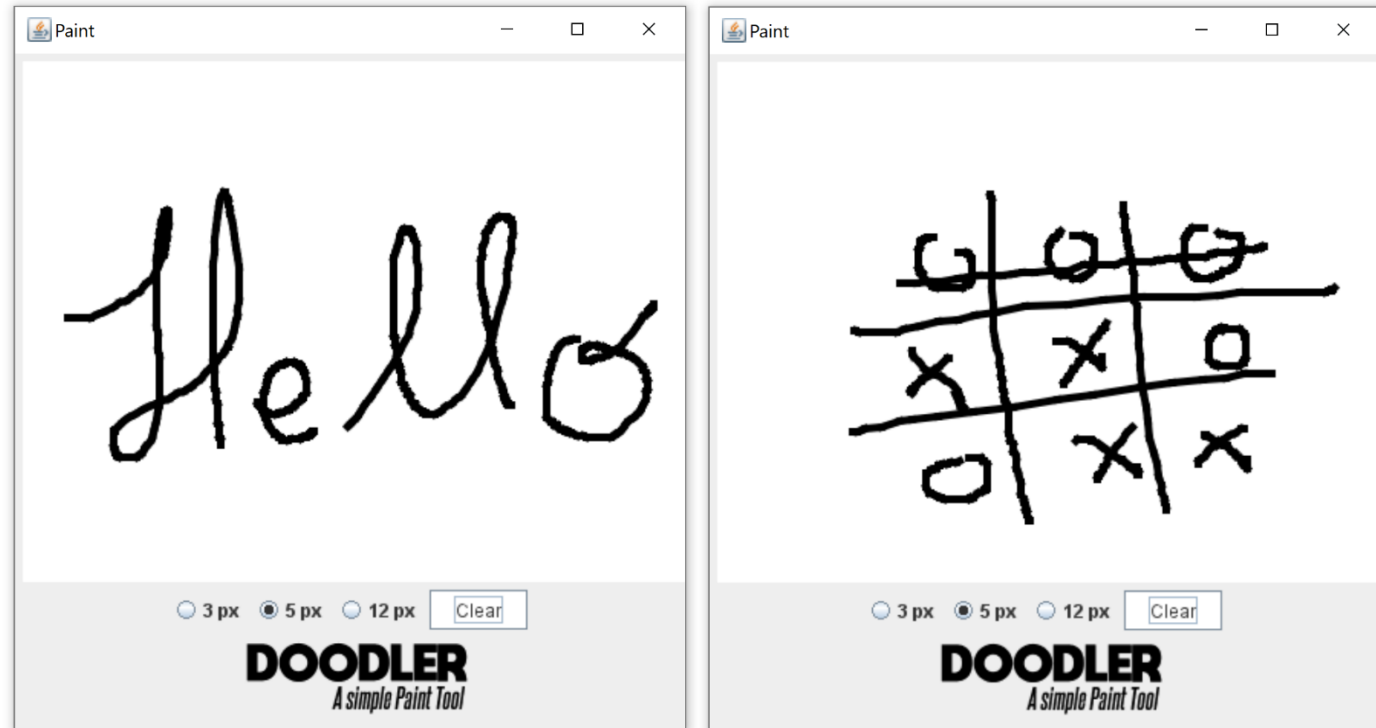 Paint
Hello
3 px 5 px 12 px Clear
DOODLER
A simple Paint Tool
Paint
O O O
X X O
O X X
3 px 5 px 12 px Clear
DOODLER
A simple Paint Tool